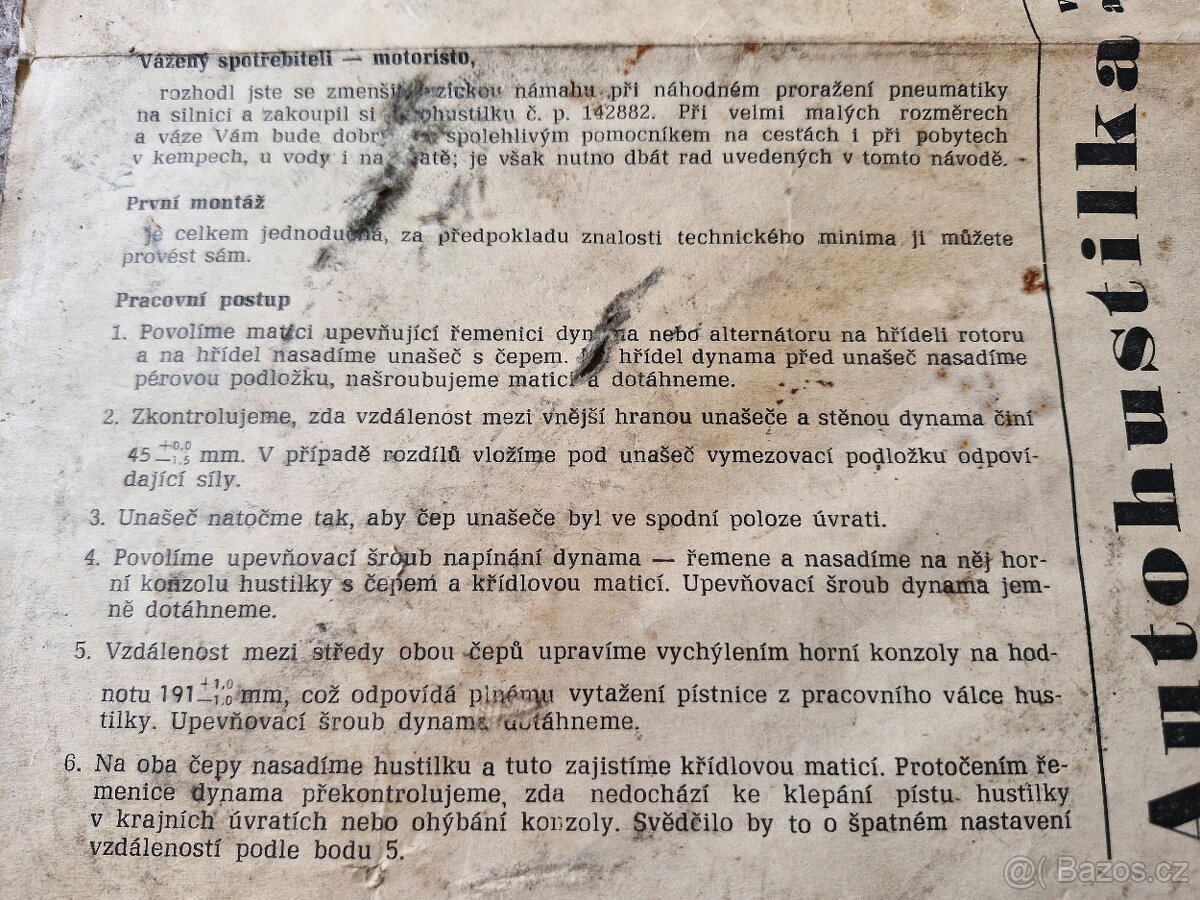 Vážený spotřebiteli — motoristo,
rozhodl jste se zmenšit fyzickou námahu při náhodném proražení pneumatiky
na silnici a zakoupil si autohustilku č. p. 142882. Při velmi malých rozměrech
a váze Vám bude dobrým spolehlivým pomocníkem na cestách i při pobytech
v kempech, u vody i na chatě; je však nutno dbát rad uvedených v tomto návodě.
První montáž
je celkem jednoduchá, za předpokladu znalosti technického minima ji můžete
provést sám.
Pracovní postup
1. Povolíme matici upevňující řemenici dynama nebo alternátoru na hřídeli rotoru
a na hřídel nasadíme unašeč s čepem. Na hřídel dynama před unašeč nasadíme
pérovou podložku, našroubujeme matici a dotáhneme.
2. Zkontrolujeme, zda vzdálenost mezi vnější hranou unašeče a stěnou dynama činí
45 +0,0 −1,5 mm. V případě rozdílů vložíme pod unašeč vymezovací podložku odpoví-
dající síly.
3. Unašeč natočme tak, aby čep unašeče byl ve spodní poloze úvrati.
4. Povolíme upevňovací šroub napínání dynama — řemene a nasadíme na něj hor-
ní konzolu hustilky s čepem a křídlovou maticí. Upevňovací šroub dynama jem-
ně dotáhneme.
5. Vzdálenost mezi středy obou čepů upravíme vychýlením horní konzoly na hod-
notu 191 +1,0 −1,0 mm, což odpovídá plnému vytažení pístnice z pracovního válce hus-
tilky. Upevňovací šroub dynama dotáhneme.
6. Na oba čepy nasadíme hustilku a tuto zajistíme křídlovou maticí. Protočením ře-
menice dynama překontrolujeme, zda nedochází ke klepání pístu hustilky
v krajních úvratích nebo ohýbání konzoly. Svědčilo by to o špatném nastavení
vzdáleností podle bodu 5.
Autohustilka
@( Bazos.cz